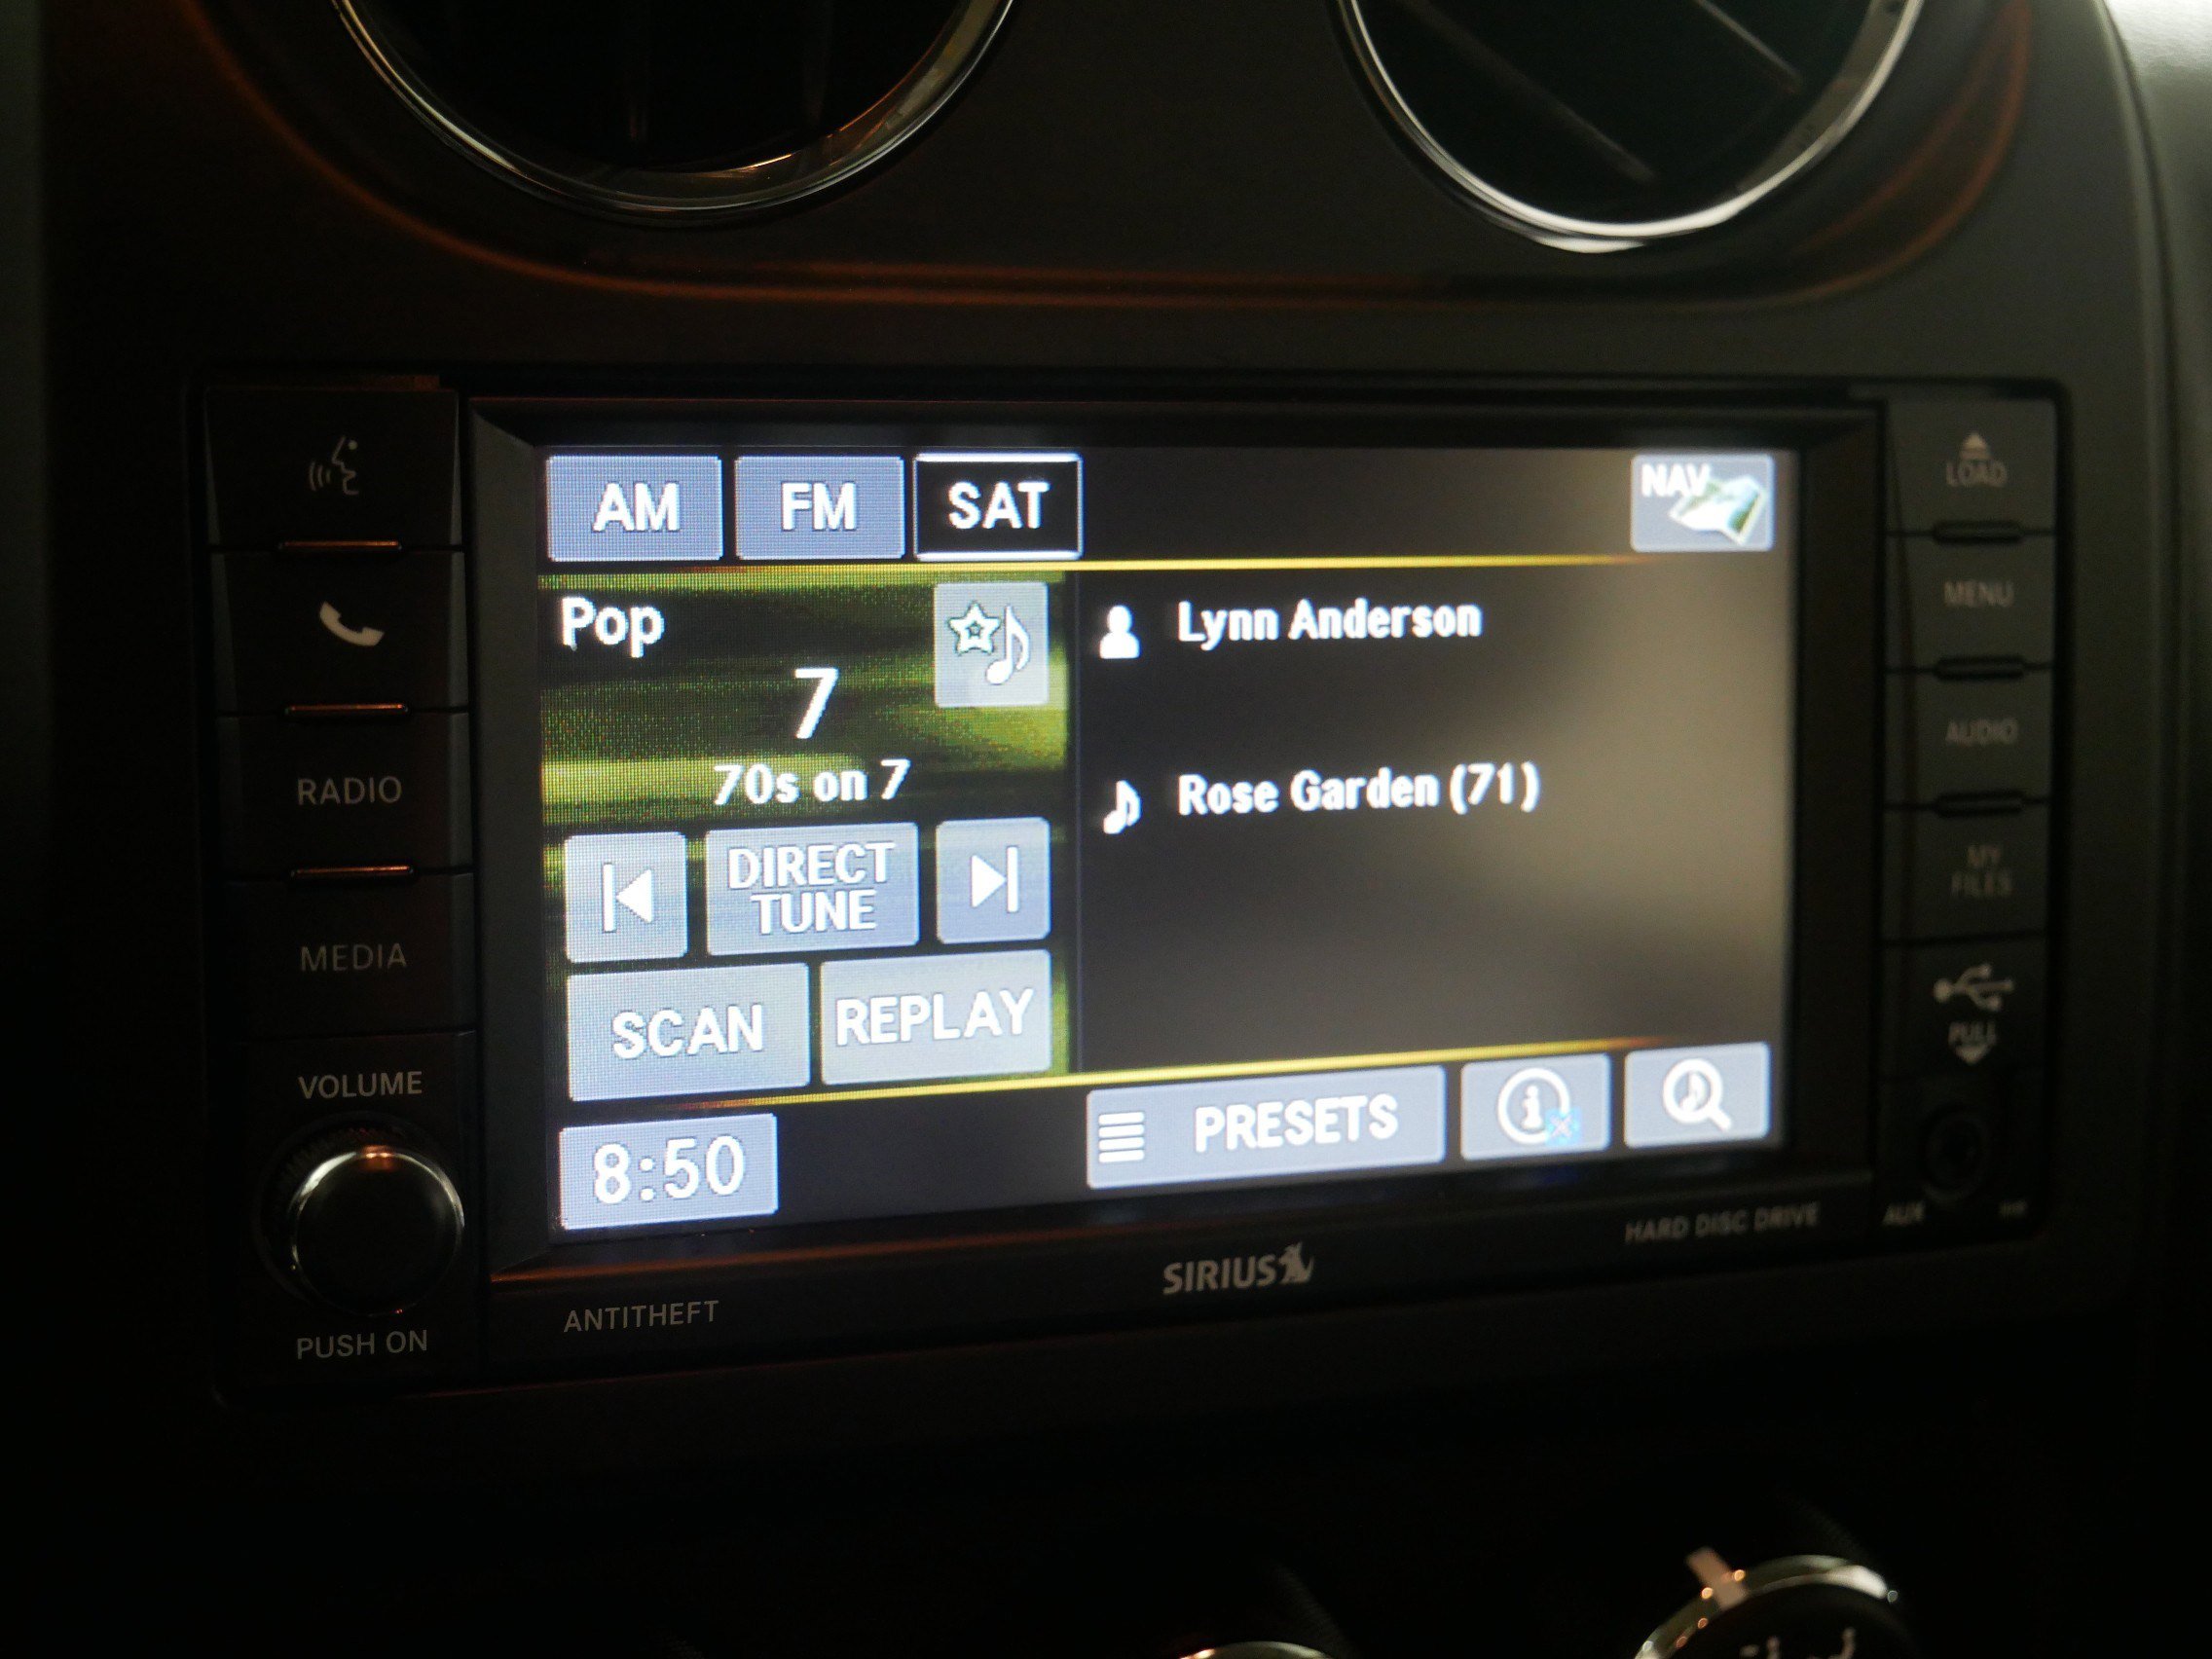 AM FM SAT NAV
LOAD
Pop
7
70s on 7
Lynn Anderson
Rose Garden (71)
MENU
RADIO
AUDIO
DIRECT
TUNE
MY
FILES
MEDIA
SCAN REPLAY
PULL
VOLUME
8:50 PRESETS
HARD DISC DRIVE AUX
SIRIUS
ANTITHEFT
PUSH ON